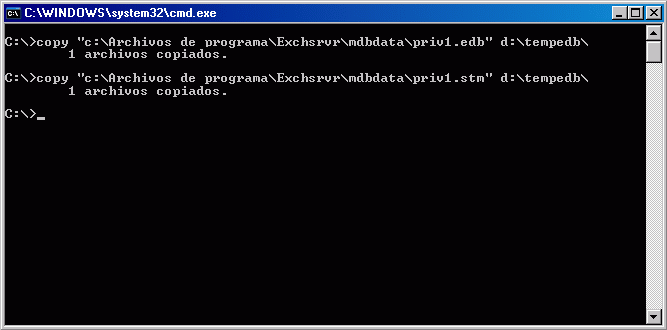 C:\WINDOWS\system32\cmd.exe
C:\>copy "c:\Archivos de programa\Exchsrvr\mdbdata\priv1.edb" d:\tempedb\
1 archivos copiados.
C:\>copy "c:\Archivos de programa\Exchsrvr\mdbdata\priv1.stm" d:\tempedb\
1 archivos copiados.
C:\>_